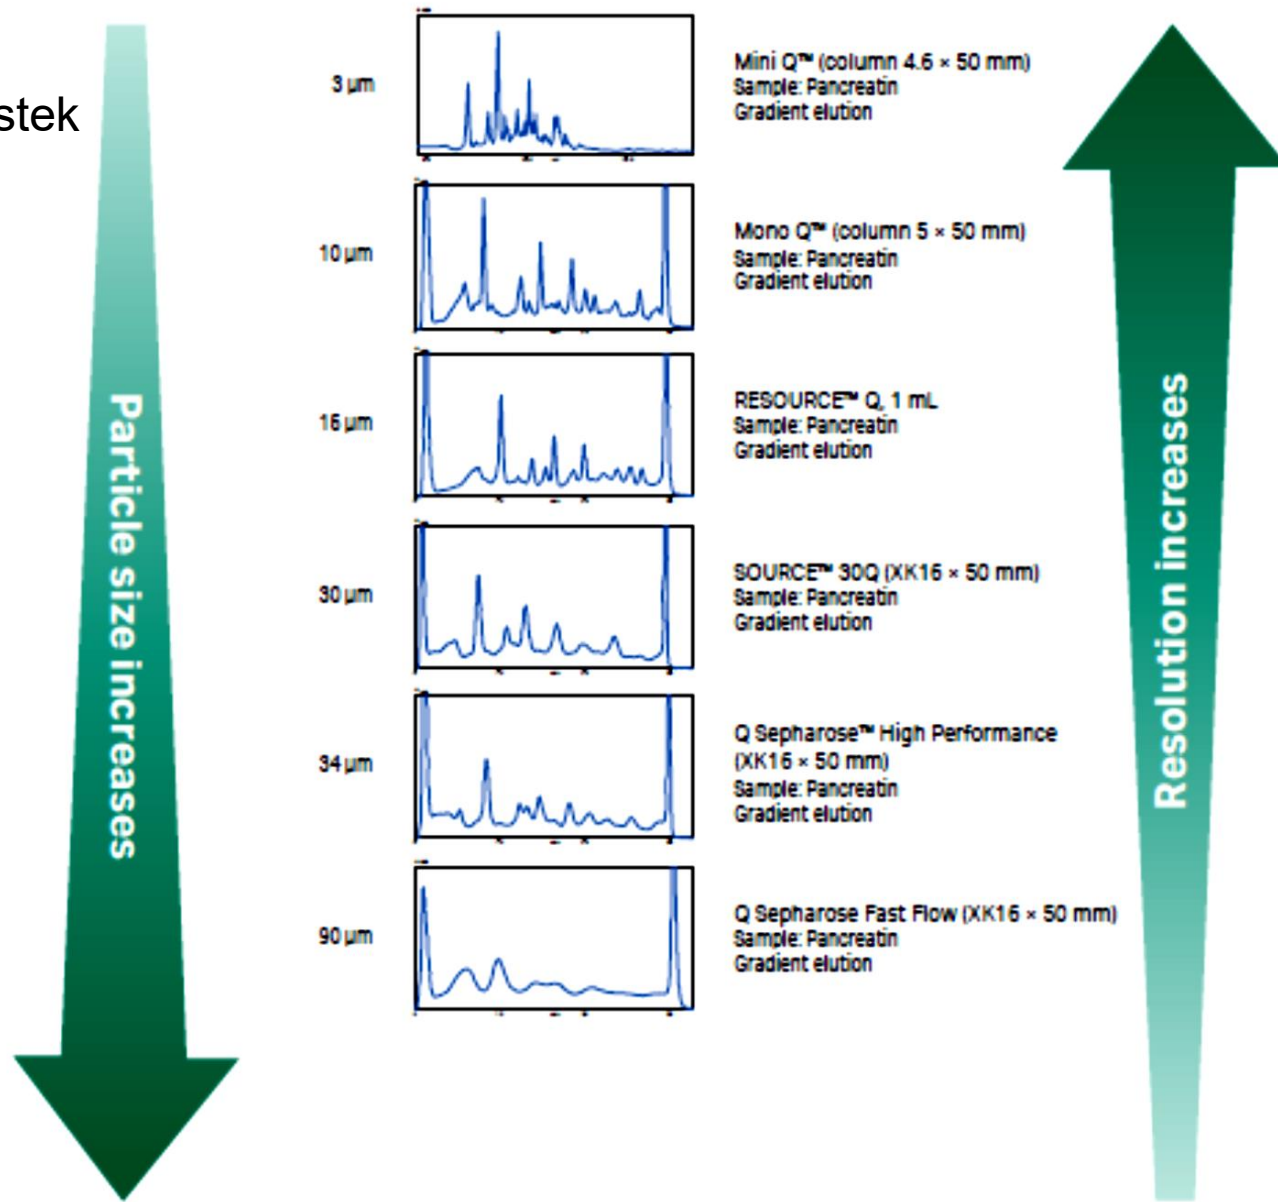 stek
Particle size increases
3 µm
Mini Q™ (column 4.6 × 50 mm)
Sample: Pancreatin
Gradient elution
10 µm
Mono Q™ (column 5 × 50 mm)
Sample: Pancreatin
Gradient elution
15 µm
RESOURCE™ Q, 1 mL
Sample: Pancreatin
Gradient elution
30 µm
SOURCE™ 30Q (XK16 × 50 mm)
Sample: Pancreatin
Gradient elution
34 µm
Q Sepharose™ High Performance
(XK16 × 50 mm)
Sample: Pancreatin
Gradient elution
90 µm
Q Sepharose Fast Flow (XK16 × 50 mm)
Sample: Pancreatin
Gradient elution
Resolution increases